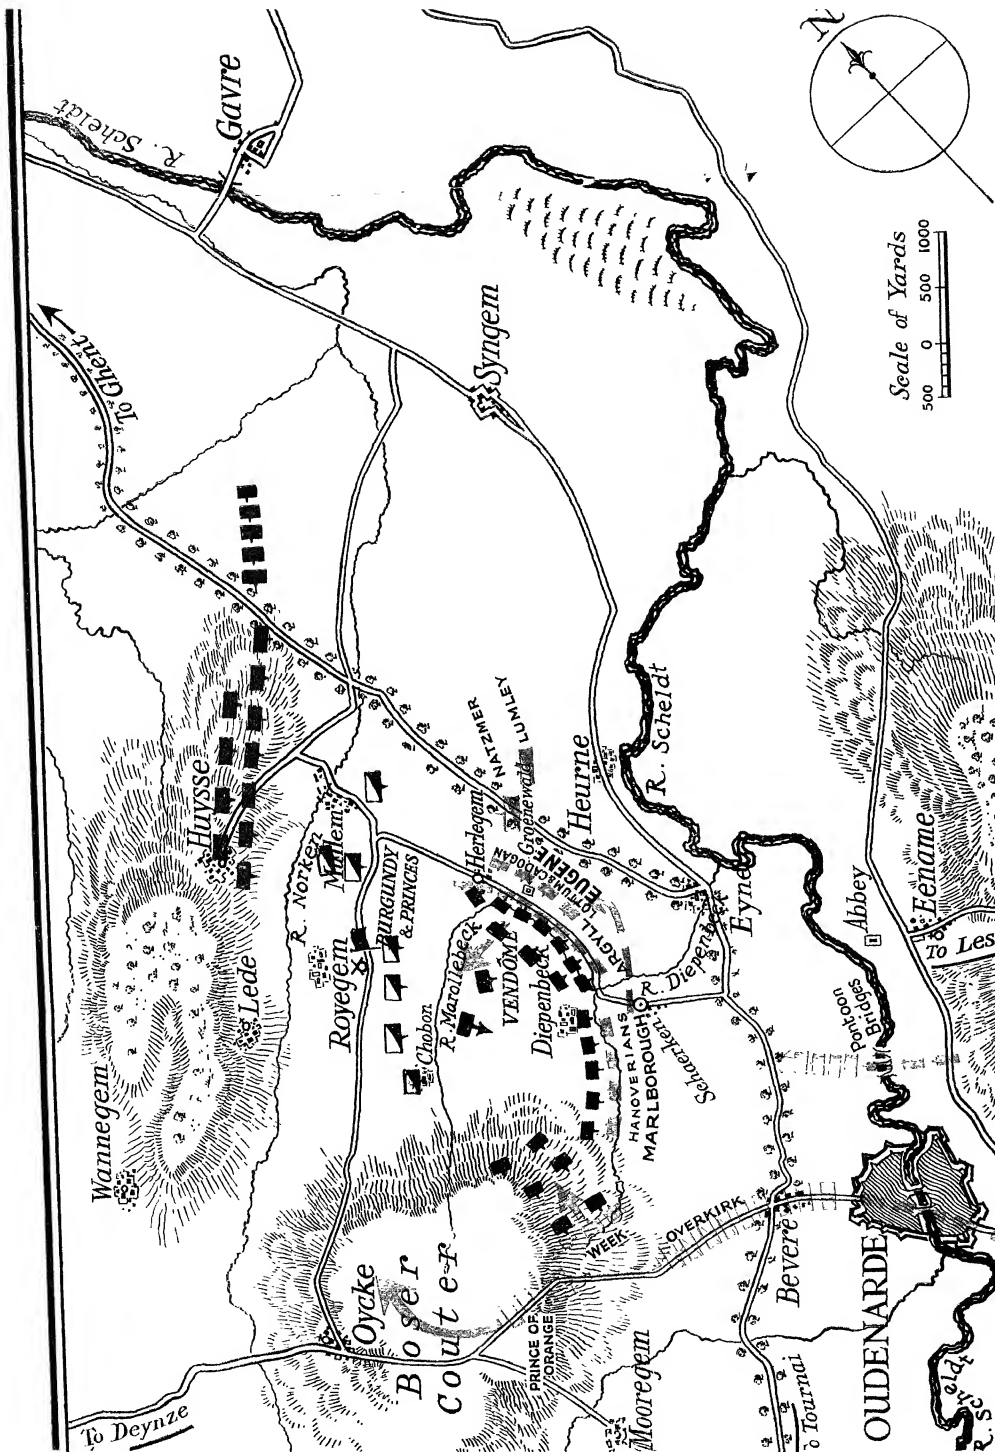 N
R. Scheldt
Gavre
To Ghent
Syngem
Scale of Yards
500 0 500 1000
Huysse
NATZMER
LUMLEY
R. Norken
Mullem
Herlegem
Groenewald
Heurne
R. Scheldt
CADOGAN
LOTTUM
EUGENE
ARGYLL
BURGUNDY
& PRINCES
Lede
Royegem
R. Marollebeck
VENDOME
Diepenbeck
R. Diepenbeck
Eyne
Abbey
Eename
To Les
Chobon
HANOVERIANS
MARLBOROUGH
Schaerken
Pontoon
Bridges
Wannegem
WEEK
OVERKIRK
Oycke
Boser
Couter
PRINCE OF
ORANGE
Bevere
OUDENARDE
Mooregem
To Deynze
o Tournai
R. Scheldt